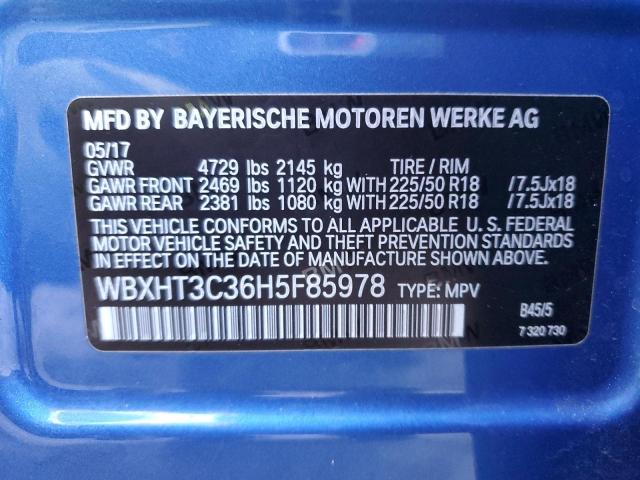 MFD BY BAYERISCHE MOTOREN WERKE AG
05/17
GVWR 4729 lbs 2145 kg TIRE / RIM
GAWR FRONT 2469 lbs 1120 kg WITH 225/50 R18 /7.5Jx18
GAWR REAR 2381 lbs 1080 kg WITH 225/50 R18 /7.5Jx18
THIS VEHICLE CONFORMS TO ALL APPLICABLE U. S. FEDERAL
MOTOR VEHICLE SAFETY AND THEFT PREVENTION STANDARDS
IN EFFECT ON THE DATE OF MANUFACTURE SHOWN ABOVE.
WBXHT3C36H5F85978 TYPE: MPV
B45/5
7 320 730